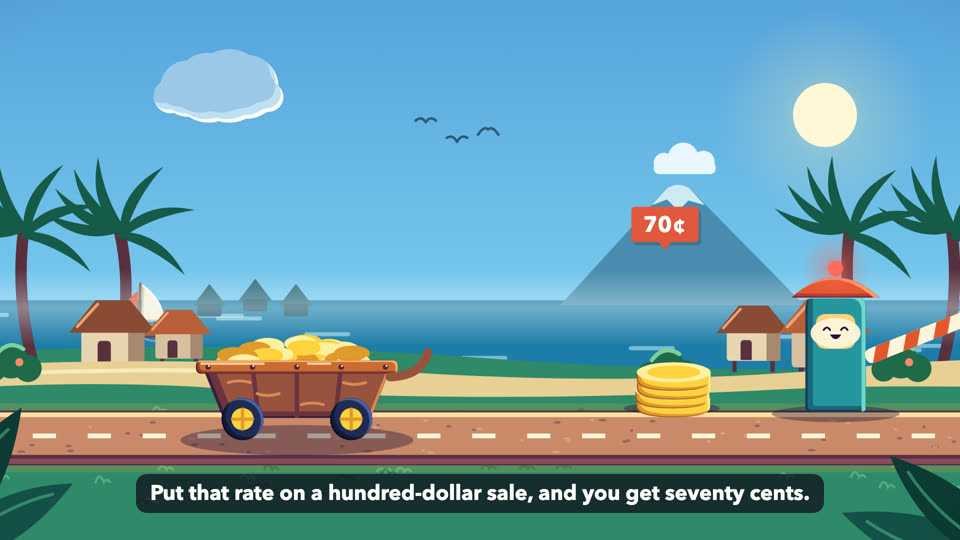 70¢
Put that rate on a hundred-dollar sale, and you get seventy cents.